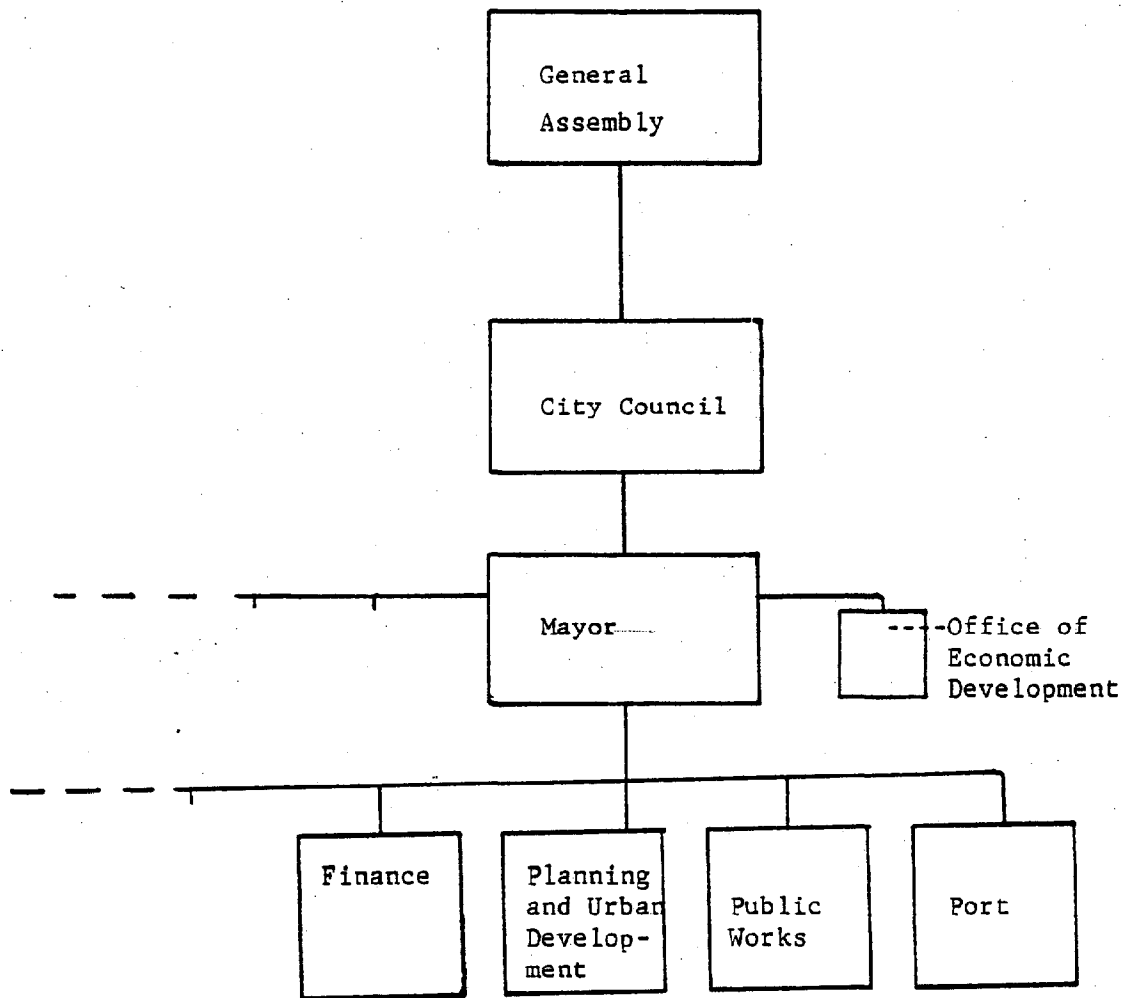 General
Assembly
City Council
Mayor
Office of
Economic
Development
Finance
Planning
and Urban
Develop-
ment
Public
Works
Port